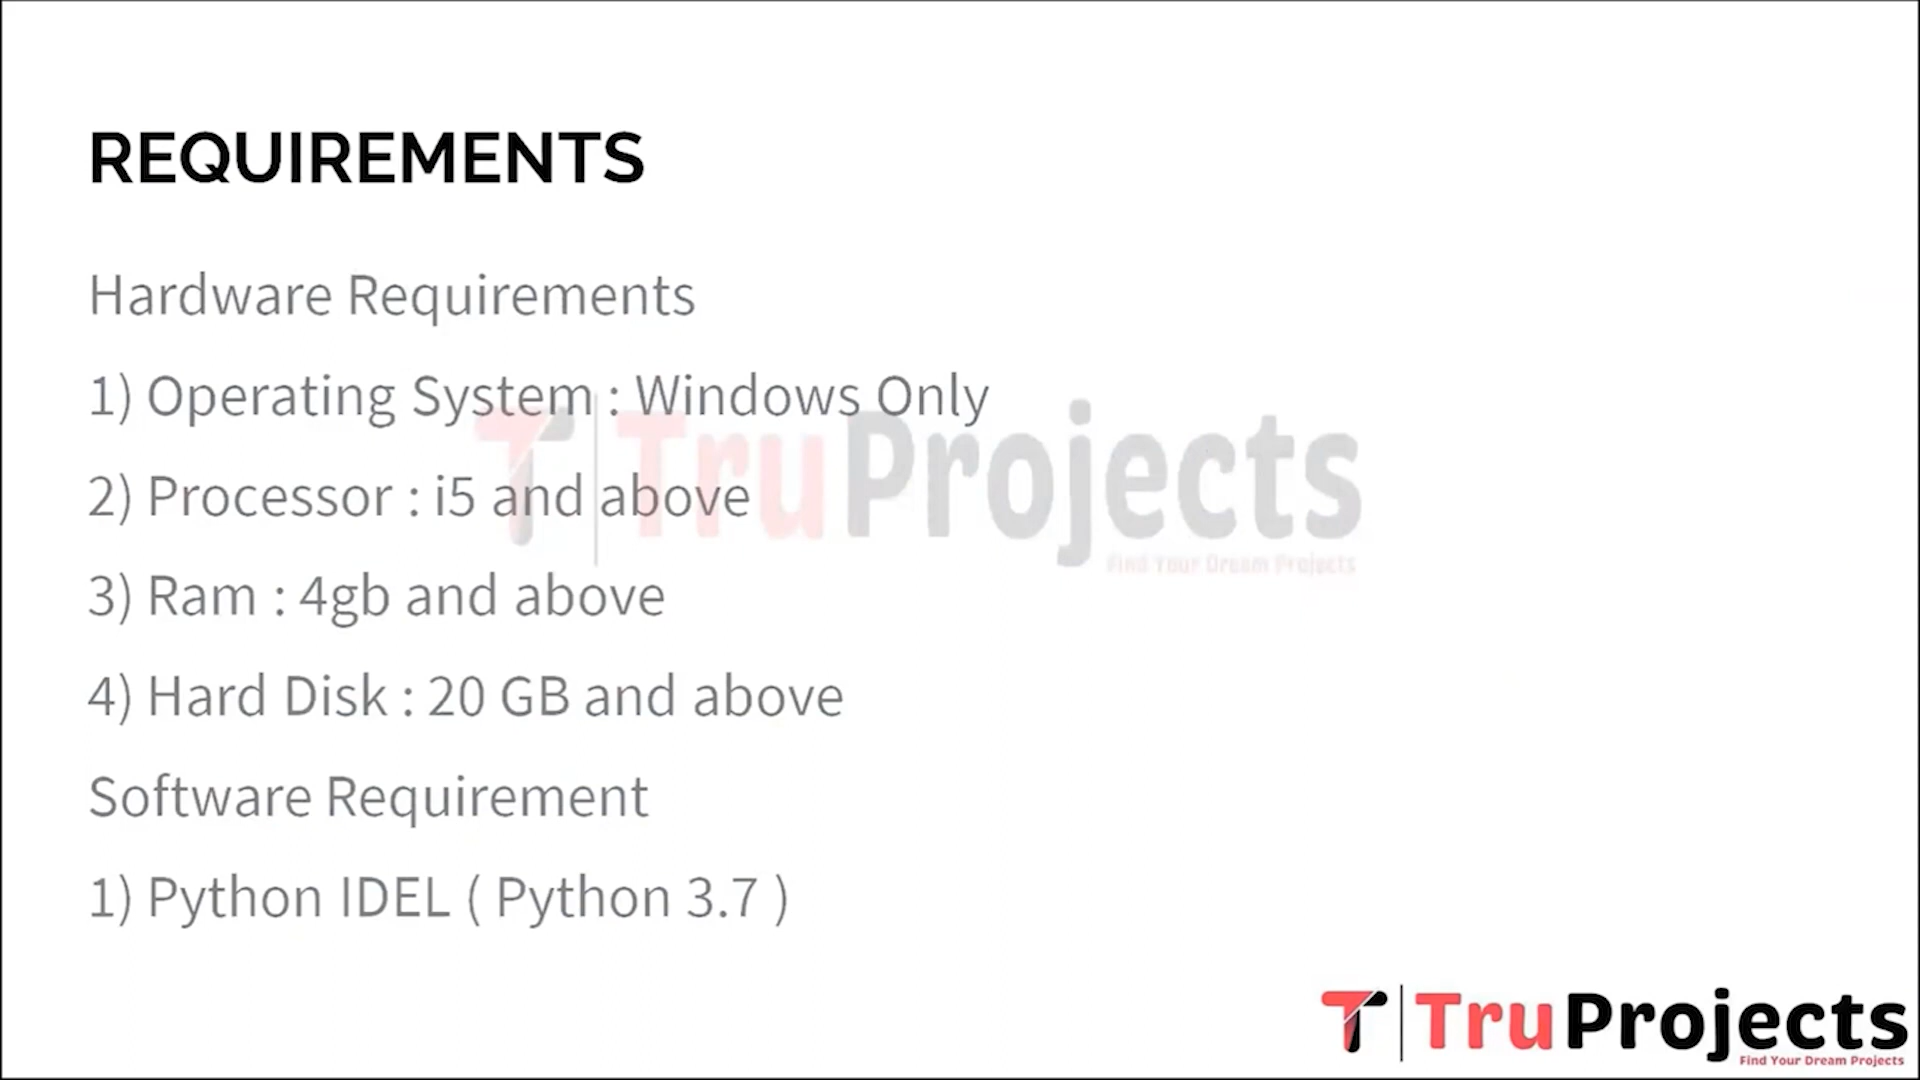 REQUIREMENTS
Hardware Requirements
1) Operating System : Windows Only
2) Processor : i5 and above
3) Ram : 4gb and above
4) Hard Disk : 20 GB and above
Software Requirement
1) Python IDEL ( Python 3.7 )
TruProjects
Find Your Dream Projects
TruProjects
Find Your Dream Projects